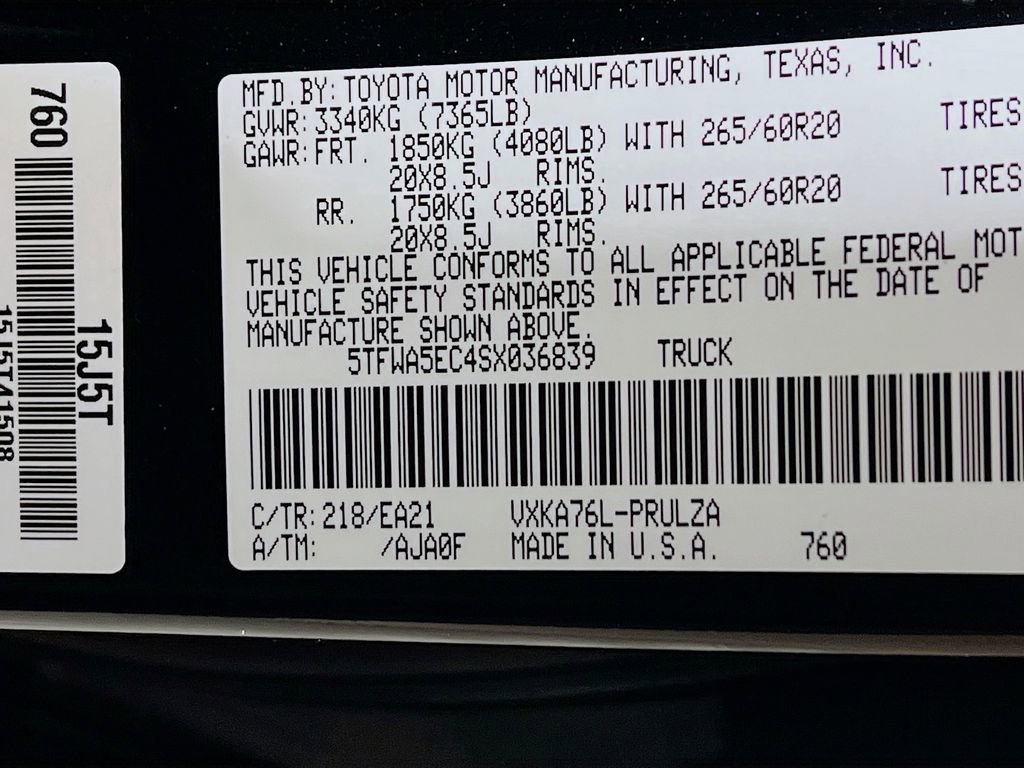 760
15J5T
15J5T41508
MFD.BY:TOYOTA MOTOR MANUFACTURING, TEXAS, INC.
GVWR:3340KG (7365LB)
GAWR:FRT. 1850KG (4080LB) WITH 265/60R20 TIRES
20X8.5J RIMS.
RR. 1750KG (3860LB) WITH 265/60R20 TIRES
20X8.5J RIMS.
THIS VEHICLE CONFORMS TO ALL APPLICABLE FEDERAL MOT
VEHICLE SAFETY STANDARDS IN EFFECT ON THE DATE OF
MANUFACTURE SHOWN ABOVE.
5TFWA5EC4SX036839 TRUCK
C/TR:218/EA21 VXKA76L-PRULZA
A/TM: /AJA0F MADE IN U.S.A. 760